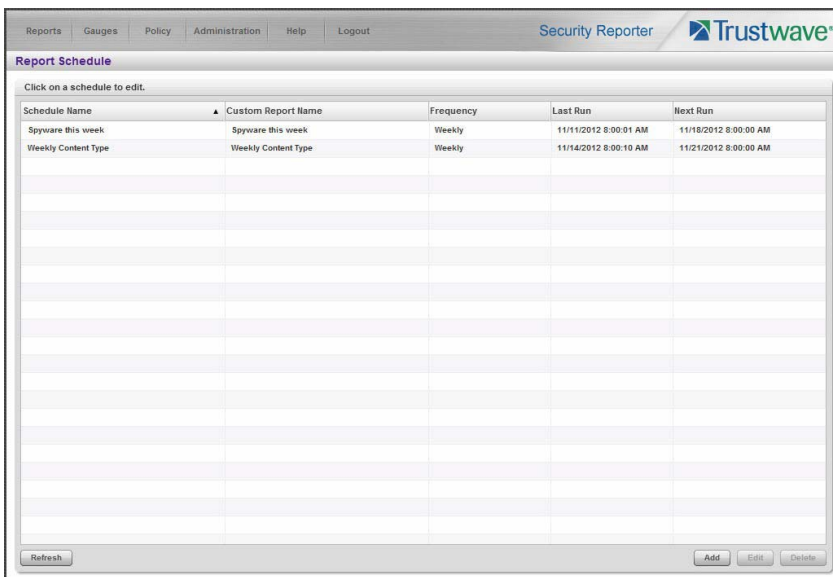 Reports Gauges Policy Administration Help Logout Security Reporter Trustwave®
Report Schedule
Click on a schedule to edit.
Schedule Name ▲ Custom Report Name Frequency Last Run Next Run
Spyware this week Spyware this week Weekly 11/11/2012 8:00:01 AM 11/18/2012 8:00:00 AM
Weekly Content Type Weekly Content Type Weekly 11/14/2012 8:00:10 AM 11/21/2012 8:00:00 AM
Refresh Add Edit Delete